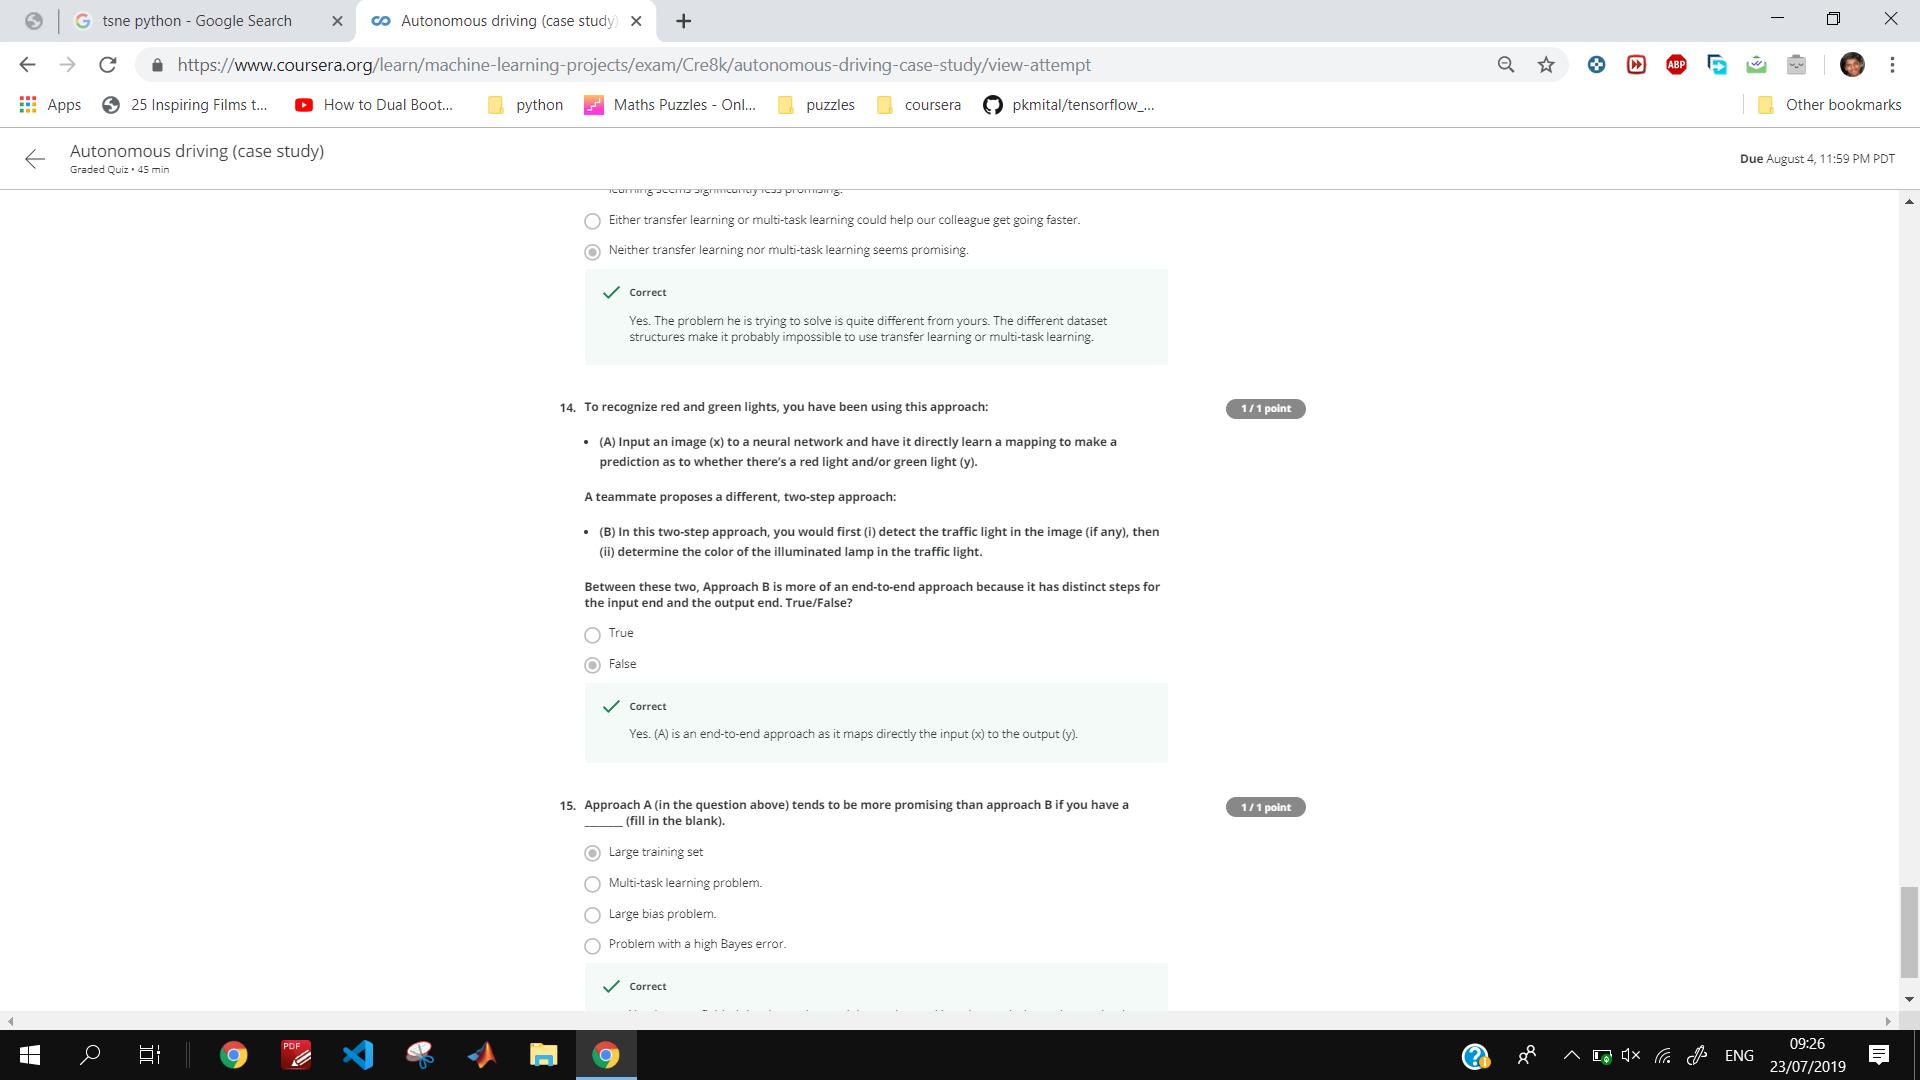 tsne python - Google Search
Autonomous driving (case study)
https://www.coursera.org/learn/machine-learning-projects/exam/Cre8k/autonomous-driving-case-study/view-attempt
ABP
Apps
25 Inspiring Films t...
How to Dual Boot...
python
Maths Puzzles - Onl...
puzzles
coursera
pkmital/tensorflow_...
Other bookmarks
Autonomous driving (case study)
Graded Quiz • 45 min
Due August 4, 11:59 PM PDT
learning seems significantly less promising.
Either transfer learning or multi-task learning could help our colleague get going faster.
Neither transfer learning nor multi-task learning seems promising.
Correct
Yes. The problem he is trying to solve is quite different from yours. The different dataset
structures make it probably impossible to use transfer learning or multi-task learning.
14. To recognize red and green lights, you have been using this approach:
1 / 1 point
• (A) Input an image (x) to a neural network and have it directly learn a mapping to make a
prediction as to whether there's a red light and/or green light (y).
A teammate proposes a different, two-step approach:
• (B) In this two-step approach, you would first (i) detect the traffic light in the image (if any), then
(ii) determine the color of the illuminated lamp in the traffic light.
Between these two, Approach B is more of an end-to-end approach because it has distinct steps for
the input end and the output end. True/False?
True
False
Correct
Yes. (A) is an end-to-end approach as it maps directly the input (x) to the output (y).
15. Approach A (in the question above) tends to be more promising than approach B if you have a
_______ (fill in the blank).
1 / 1 point
Large training set
Multi-task learning problem.
Large bias problem.
Problem with a high Bayes error.
Correct
PDF
ENG
09:26
23/07/2019